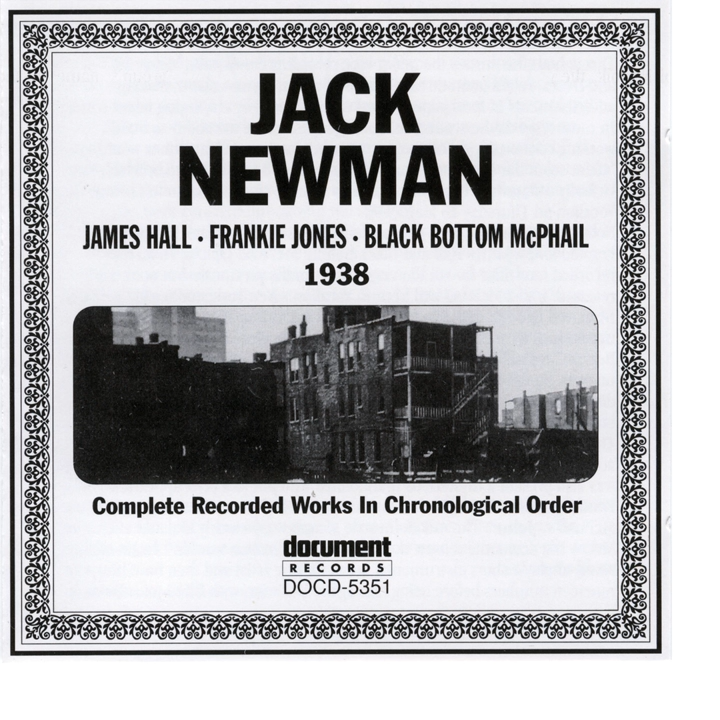 JACK
NEWMAN
JAMES HALL · FRANKIE JONES · BLACK BOTTOM McPHAIL
1938
Complete Recorded Works In Chronological Order
document
RECORDS
DOCD-5351